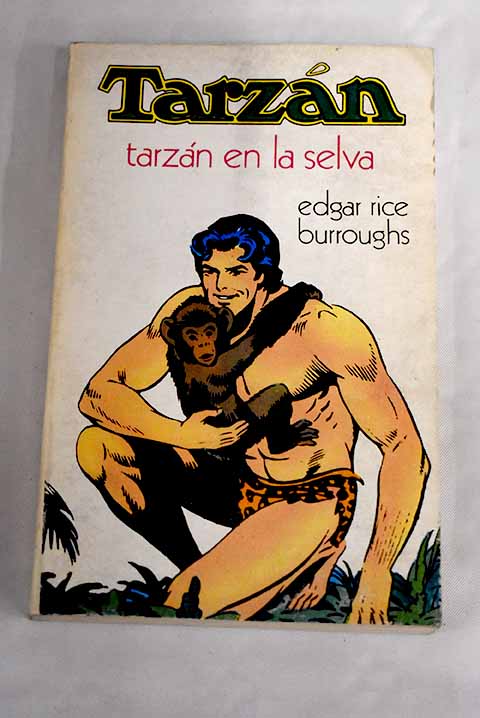 Tarzán
tarzán en la selva
edgar rice
burroughs